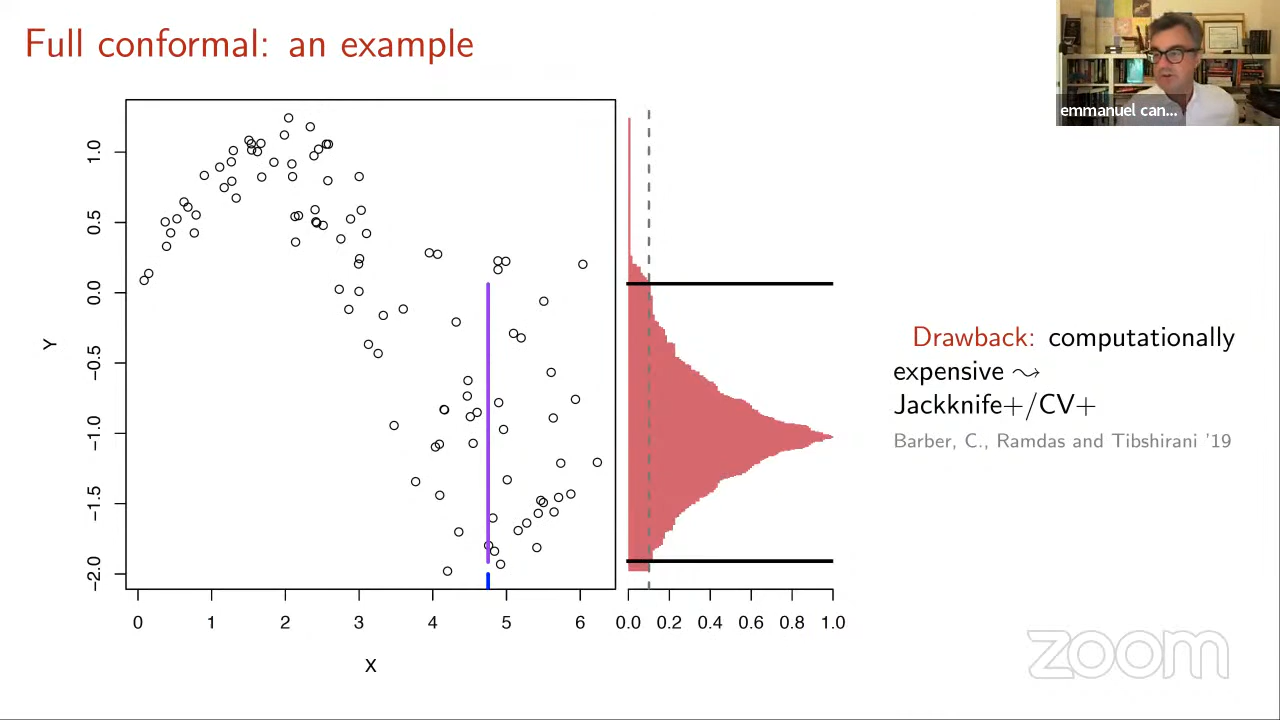 Full conformal: an example
emmanuel can...
1.0
0.5
0.0
−0.5
−1.0
−1.5
−2.0
Y
0 1 2 3 4 5 6
X
0.0 0.2 0.4 0.6 0.8 1.0
Drawback: computationally
expensive ⤳
Jackknife+/CV+
Barber, C., Ramdas and Tibshirani '19
zoom